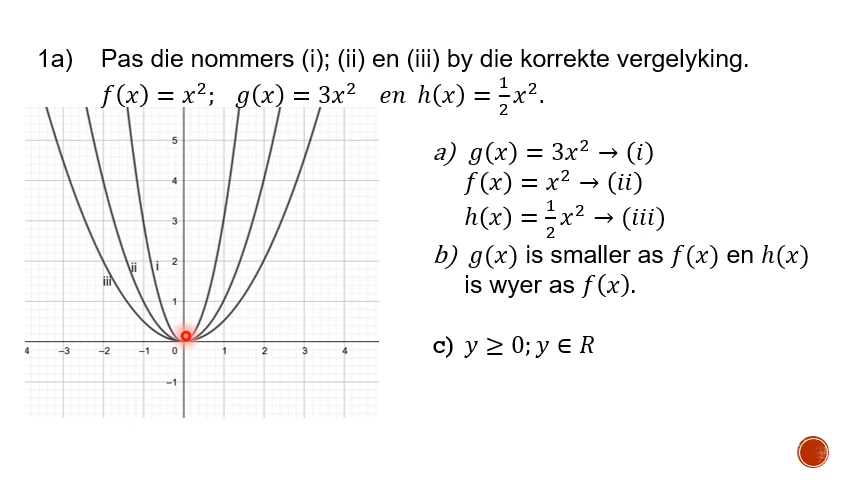 1a) Pas die nommers (i); (ii) en (iii) by die korrekte vergelyking.
f(x) = x²; g(x) = 3x² en h(x) = ½x².
a) g(x) = 3x² → (i)
f(x) = x² → (ii)
h(x) = ½x² → (iii)
b) g(x) is smaller as f(x) en h(x)
is wyer as f(x).
c) y ≥ 0; y ∈ R
5
4
3
iii ii i 2
1
4 −3 −2 −1 0 1 2 3 4
−1